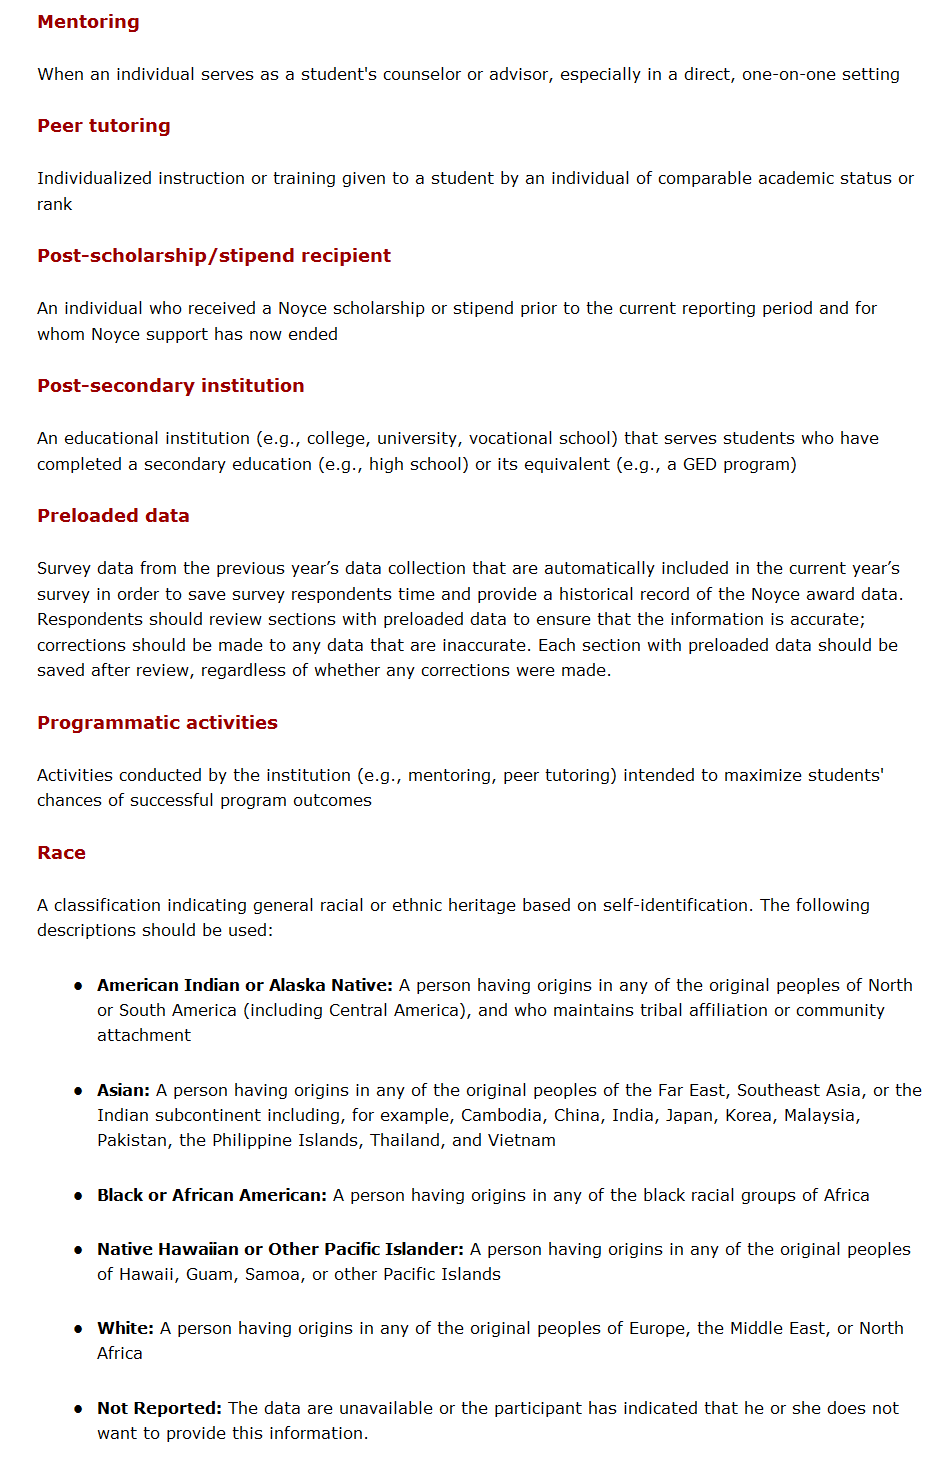 Mentoring
When an individual serves as a student's counselor or advisor, especially in a direct, one-on-one setting
Peer tutoring
Individualized instruction or training given to a student by an individual of comparable academic status or
rank
Post-scholarship/stipend recipient
An individual who received a Noyce scholarship or stipend prior to the current reporting period and for
whom Noyce support has now ended
Post-secondary institution
An educational institution (e.g., college, university, vocational school) that serves students who have
completed a secondary education (e.g., high school) or its equivalent (e.g., a GED program)
Preloaded data
Survey data from the previous year’s data collection that are automatically included in the current year’s
survey in order to save survey respondents time and provide a historical record of the Noyce award data.
Respondents should review sections with preloaded data to ensure that the information is accurate;
corrections should be made to any data that are inaccurate. Each section with preloaded data should be
saved after review, regardless of whether any corrections were made.
Programmatic activities
Activities conducted by the institution (e.g., mentoring, peer tutoring) intended to maximize students'
chances of successful program outcomes
Race
A classification indicating general racial or ethnic heritage based on self-identification. The following
descriptions should be used:
● American Indian or Alaska Native: A person having origins in any of the original peoples of North
or South America (including Central America), and who maintains tribal affiliation or community
attachment
● Asian: A person having origins in any of the original peoples of the Far East, Southeast Asia, or the
Indian subcontinent including, for example, Cambodia, China, India, Japan, Korea, Malaysia,
Pakistan, the Philippine Islands, Thailand, and Vietnam
● Black or African American: A person having origins in any of the black racial groups of Africa
● Native Hawaiian or Other Pacific Islander: A person having origins in any of the original peoples
of Hawaii, Guam, Samoa, or other Pacific Islands
● White: A person having origins in any of the original peoples of Europe, the Middle East, or North
Africa
● Not Reported: The data are unavailable or the participant has indicated that he or she does not
want to provide this information.